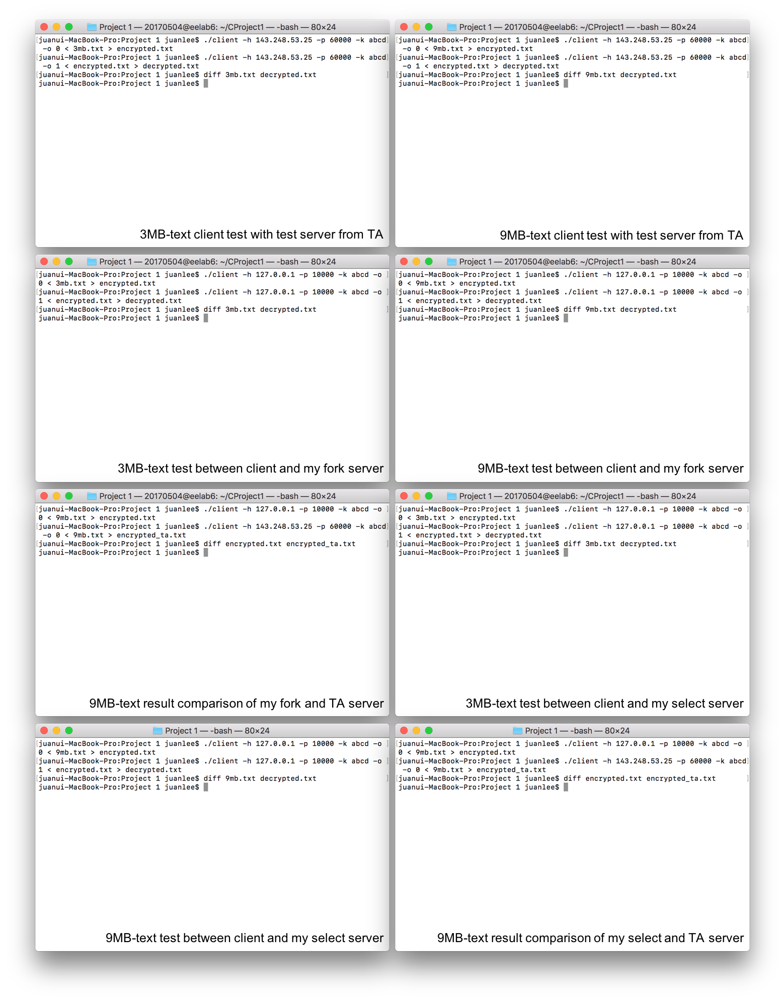 Project 1 — 20170504@eelab6: ~/CProject1 — -bash — 80×24
[juanui-MacBook-Pro:Project 1 juanlee$ ./client -h 143.248.53.25 -p 60000 -k abcd]
-o 0 < 3mb.txt > encrypted.txt
[juanui-MacBook-Pro:Project 1 juanlee$ ./client -h 143.248.53.25 -p 60000 -k abcd]
-o 1 < encrypted.txt > decrypted.txt
[juanui-MacBook-Pro:Project 1 juanlee$ diff 3mb.txt decrypted.txt ]
juanui-MacBook-Pro:Project 1 juanlee$
3MB-text client test with test server from TA
Project 1 — 20170504@eelab6: ~/CProject1 — -bash — 80×24
[juanui-MacBook-Pro:Project 1 juanlee$ ./client -h 143.248.53.25 -p 60000 -k abcd]
-o 0 < 9mb.txt > encrypted.txt
[juanui-MacBook-Pro:Project 1 juanlee$ ./client -h 143.248.53.25 -p 60000 -k abcd]
-o 1 < encrypted.txt > decrypted.txt
[juanui-MacBook-Pro:Project 1 juanlee$ diff 9mb.txt decrypted.txt ]
juanui-MacBook-Pro:Project 1 juanlee$
9MB-text client test with test server from TA
Project 1 — 20170504@eelab6: ~/CProject1 — -bash — 80×24
[juanui-MacBook-Pro:Project 1 juanlee$ ./client -h 127.0.0.1 -p 10000 -k abcd -o ]
0 < 3mb.txt > encrypted.txt
[juanui-MacBook-Pro:Project 1 juanlee$ ./client -h 127.0.0.1 -p 10000 -k abcd -o ]
1 < encrypted.txt > decrypted.txt
[juanui-MacBook-Pro:Project 1 juanlee$ diff 3mb.txt decrypted.txt ]
juanui-MacBook-Pro:Project 1 juanlee$
3MB-text test between client and my fork server
Project 1 — 20170504@eelab6: ~/CProject1 — -bash — 80×24
[juanui-MacBook-Pro:Project 1 juanlee$ ./client -h 127.0.0.1 -p 10000 -k abcd -o ]
0 < 9mb.txt > encrypted.txt
[juanui-MacBook-Pro:Project 1 juanlee$ ./client -h 127.0.0.1 -p 10000 -k abcd -o ]
1 < encrypted.txt > decrypted.txt
[juanui-MacBook-Pro:Project 1 juanlee$ diff 9mb.txt decrypted.txt ]
juanui-MacBook-Pro:Project 1 juanlee$
9MB-text test between client and my fork server
Project 1 — 20170504@eelab6: ~/CProject1 — -bash — 80×24
[juanui-MacBook-Pro:Project 1 juanlee$ ./client -h 127.0.0.1 -p 10000 -k abcd -o ]
0 < 9mb.txt > encrypted.txt
[juanui-MacBook-Pro:Project 1 juanlee$ ./client -h 143.248.53.25 -p 60000 -k abcd]
-o 0 < 9mb.txt > encrypted_ta.txt
[juanui-MacBook-Pro:Project 1 juanlee$ diff encrypted.txt encrypted_ta.txt ]
juanui-MacBook-Pro:Project 1 juanlee$
9MB-text result comparison of my fork and TA server
Project 1 — 20170504@eelab6: ~/CProject1 — -bash — 80×24
[juanui-MacBook-Pro:Project 1 juanlee$ ./client -h 127.0.0.1 -p 10000 -k abcd -o ]
0 < 3mb.txt > encrypted.txt
[juanui-MacBook-Pro:Project 1 juanlee$ ./client -h 127.0.0.1 -p 10000 -k abcd -o ]
1 < encrypted.txt > decrypted.txt
[juanui-MacBook-Pro:Project 1 juanlee$ diff 3mb.txt decrypted.txt ]
juanui-MacBook-Pro:Project 1 juanlee$
3MB-text test between client and my select server
Project 1 — -bash — 80×24
[juanui-MacBook-Pro:Project 1 juanlee$ ./client -h 127.0.0.1 -p 10000 -k abcd -o ]
0 < 9mb.txt > encrypted.txt
[juanui-MacBook-Pro:Project 1 juanlee$ ./client -h 127.0.0.1 -p 10000 -k abcd -o ]
1 < encrypted.txt > decrypted.txt
[juanui-MacBook-Pro:Project 1 juanlee$ diff 9mb.txt decrypted.txt ]
juanui-MacBook-Pro:Project 1 juanlee$
9MB-text test between client and my select server
Project 1 — -bash — 80×24
[juanui-MacBook-Pro:Project 1 juanlee$ ./client -h 127.0.0.1 -p 10000 -k abcd -o ]
0 < 9mb.txt > encrypted.txt
[juanui-MacBook-Pro:Project 1 juanlee$ ./client -h 143.248.53.25 -p 60000 -k abcd]
-o 0 < 9mb.txt > encrypted_ta.txt
[juanui-MacBook-Pro:Project 1 juanlee$ diff encrypted.txt encrypted_ta.txt ]
juanui-MacBook-Pro:Project 1 juanlee$
9MB-text result comparison of my select and TA server